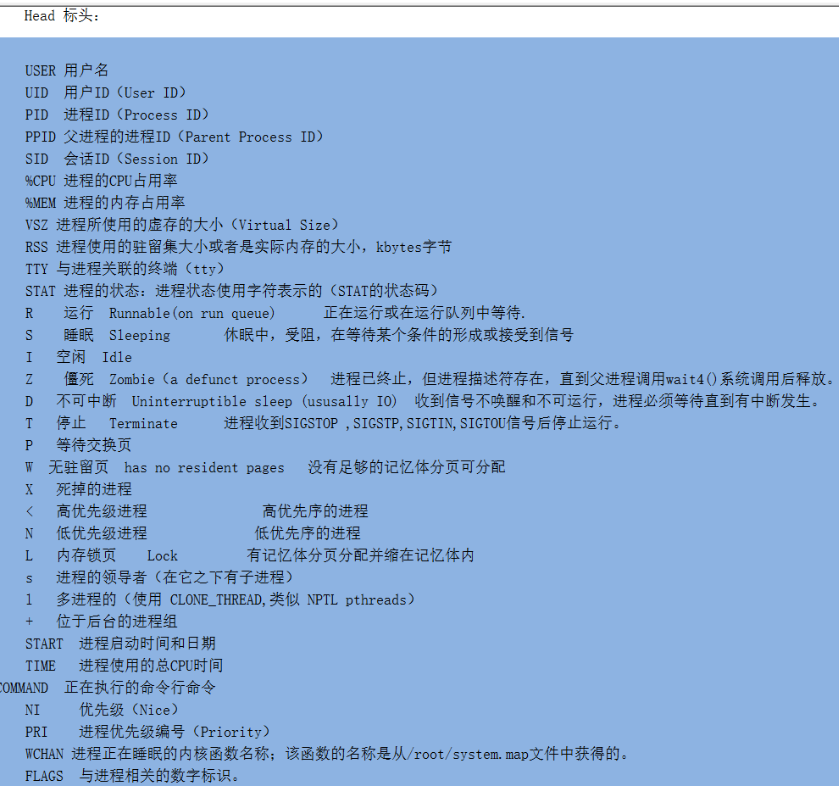 Head 标头:
USER 用户名
UID 用户ID（User ID）
PID 进程ID（Process ID）
PPID 父进程的进程ID（Parent Process ID）
SID 会话ID（Session ID）
%CPU 进程的CPU占用率
%MEM 进程的内存占用率
VSZ 进程所使用的虚存的大小（Virtual Size）
RSS 进程使用的驻留集大小或者是实际内存的大小，kbytes字节
TTY 与进程关联的终端（tty）
STAT 进程的状态：进程状态使用字符表示的（STAT的状态码）
R 运行 Runnable(on run queue) 正在运行或在运行队列中等待.
S 睡眠 Sleeping 休眠中，受阻，在等待某个条件的形成或接受到信号
I 空闲 Idle
Z 僵死 Zombie（a defunct process） 进程已终止，但进程描述符存在，直到父进程调用wait4()系统调用后释放。
D 不可中断 Uninterruptible sleep (ususally IO) 收到信号不唤醒和不可运行，进程必须等待直到有中断发生。
T 停止 Terminate 进程收到SIGSTOP ,SIGSTP,SIGTIN,SIGTOU信号后停止运行。
P 等待交换页
W 无驻留页 has no resident pages 没有足够的记忆体分页可分配
X 死掉的进程
< 高优先级进程 高优先序的进程
N 低优先级进程 低优先序的进程
L 内存锁页 Lock 有记忆体分页分配并缩在记忆体内
s 进程的领导者（在它之下有子进程）
l 多进程的（使用 CLONE_THREAD,类似 NPTL pthreads）
+ 位于后台的进程组
START 进程启动时间和日期
TIME 进程使用的总CPU时间
COMMAND 正在执行的命令行命令
NI 优先级（Nice）
PRI 进程优先级编号（Priority）
WCHAN 进程正在睡眠的内核函数名称；该函数的名称是从/root/system.map文件中获得的。
FLAGS 与进程相关的数字标识。